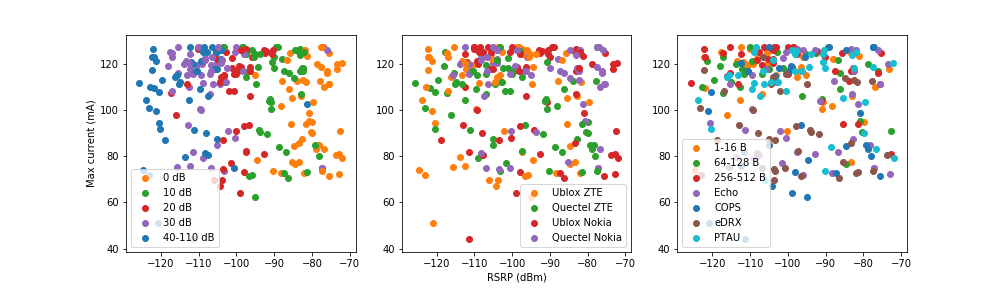 Max current (mA)
120
100
80
60
40
0 dB
10 dB
20 dB
30 dB
40-110 dB
−120 −110 −100 −90 −80 −70
120
100
80
60
40
Ublox ZTE
Quectel ZTE
Ublox Nokia
Quectel Nokia
−120 −110 −100 −90 −80 −70
RSRP (dBm)
120
100
80
60
40
1-16 B
64-128 B
256-512 B
Echo
COPS
eDRX
PTAU
−120 −110 −100 −90 −80 −70